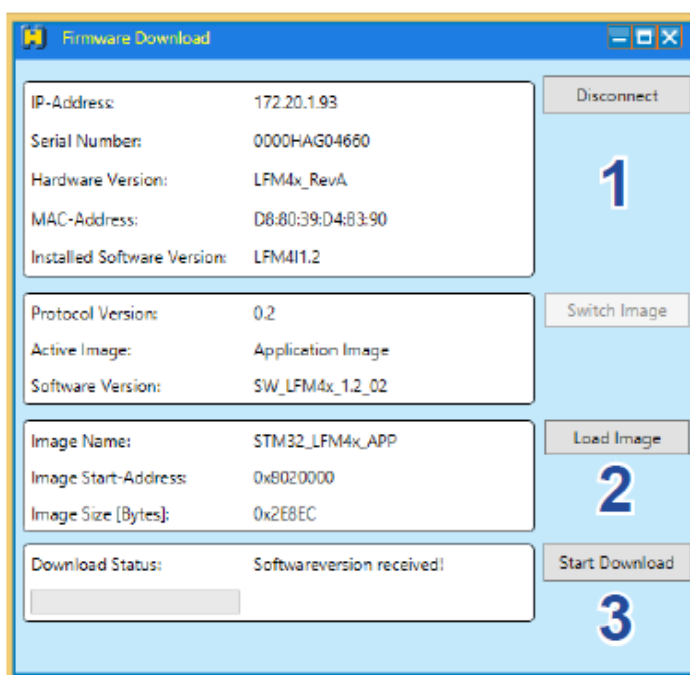 Firmware Download
IP-Address: 172.20.1.93 Disconnect
Serial Number: 0000HAG04660
1
Hardware Version: LFM4x_RevA
MAC-Address: D8:80:39:D4:83:90
Installed Software Version: LFM4I1.2
Protocol Version: 0.2 Switch Image
Active Image: Application Image
Software Version: SW_LFM4x_1.2_02
Image Name: STM32_LFM4x_APP Load Image
Image Start-Address: 0x8020000
2
Image Size [Bytes]: 0x2E8EC
Download Status: Softwareversion received! Start Download
3